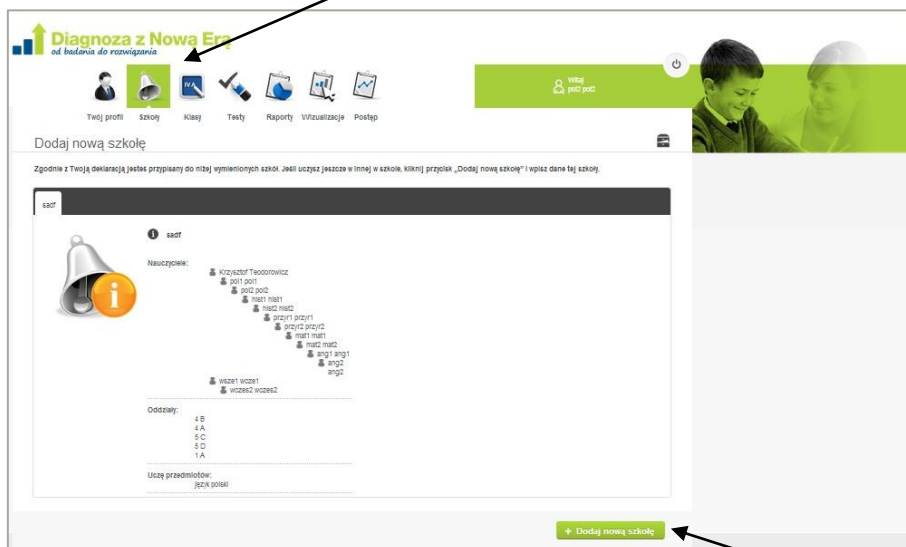 Diagnoza z Nowa Erą
od badania do rozwiązania
Witaj
pol2 pol2
Twój profil Szkoły Klasy Testy Raporty Wizualizacje Postęp
IV A
Dodaj nową szkołę
Zgodnie z Twoją deklaracją jesteś przypisany do niżej wymienionych szkół. Jeśli uczysz jeszcze w innej w szkole, kliknij przycisk „Dodaj nową szkołę” i wpisz dane tej szkoły.
sadf
sadf
Nauczyciele:
Krzysztof Teodorowicz
pol1 pol1
pol2 pol2
hist1 hist1
hist2 hist2
przyr1 przyr1
przyr2 przyr2
mat1 mat1
mat2 mat2
ang1 ang1
ang2
ang2
wsze1 wcze1
wczes2 wczes2
Oddziały:
4 B
4 A
5 C
5 D
1 A
Uczę przedmiotów:
język polski
+ Dodaj nową szkołę